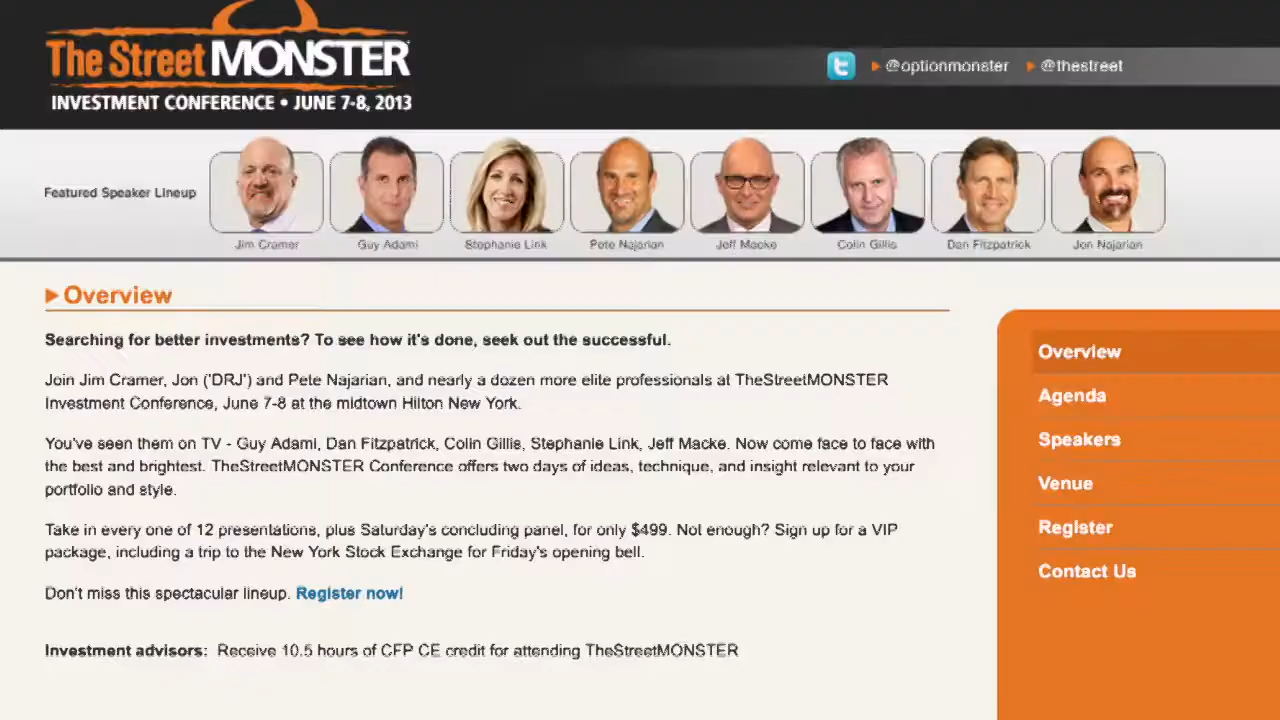 The Street MONSTER
INVESTMENT CONFERENCE • JUNE 7-8, 2013
@optionmonster @thestreet
Featured Speaker Lineup
Jim Cramer Guy Adami Stephanie Link Pete Najarian Jeff Macke Colin Gillis Dan Fitzpatrick Jon Najarian
Overview
Searching for better investments? To see how it's done, seek out the successful.
Join Jim Cramer, Jon ('DRJ') and Pete Najarian, and nearly a dozen more elite professionals at TheStreetMONSTER
Investment Conference, June 7-8 at the midtown Hilton New York.
You've seen them on TV - Guy Adami, Dan Fitzpatrick, Colin Gillis, Stephanie Link, Jeff Macke. Now come face to face with
the best and brightest. TheStreetMONSTER Conference offers two days of ideas, technique, and insight relevant to your
portfolio and style.
Take in every one of 12 presentations, plus Saturday's concluding panel, for only $499. Not enough? Sign up for a VIP
package, including a trip to the New York Stock Exchange for Friday's opening bell.
Don't miss this spectacular lineup. Register now!
Investment advisors: Receive 10.5 hours of CFP CE credit for attending TheStreetMONSTER
Overview
Agenda
Speakers
Venue
Register
Contact Us